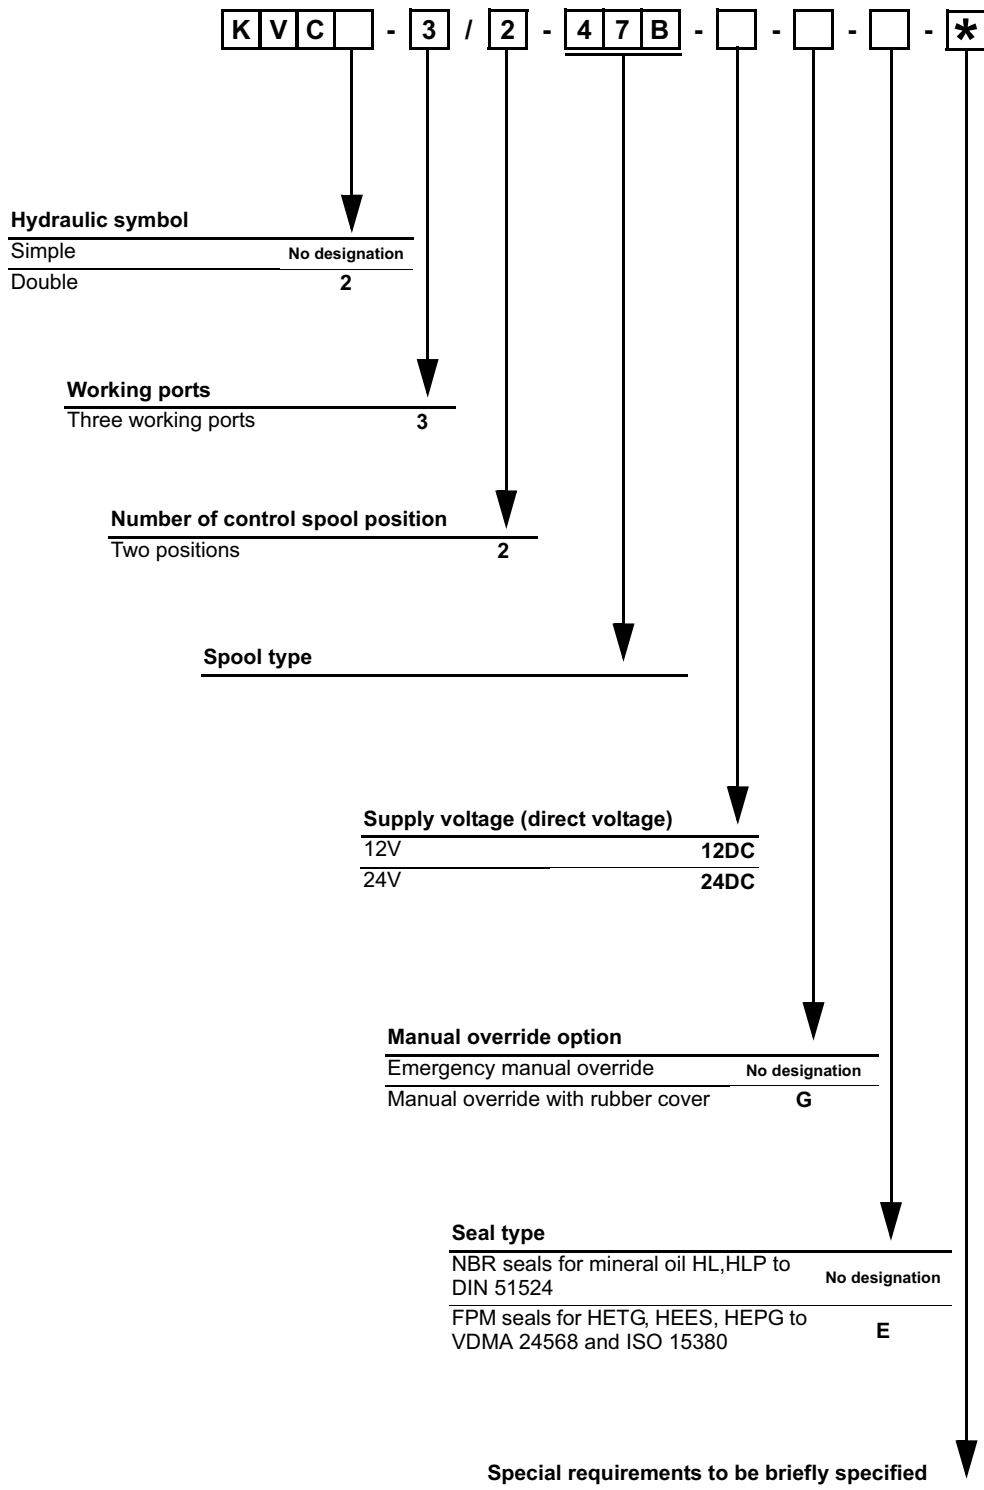 K V C - 3 / 2 - 4 7 B - - - - *
Hydraulic symbol
Simple No designation
Double 2
Working ports
Three working ports 3
Number of control spool position
Two positions 2
Spool type
Supply voltage (direct voltage)
12V 12DC
24V 24DC
Manual override option
Emergency manual override No designation
Manual override with rubber cover G
Seal type
NBR seals for mineral oil HL,HLP to
DIN 51524 No designation
FPM seals for HETG, HEES, HEPG to
VDMA 24568 and ISO 15380 E
Special requirements to be briefly specified